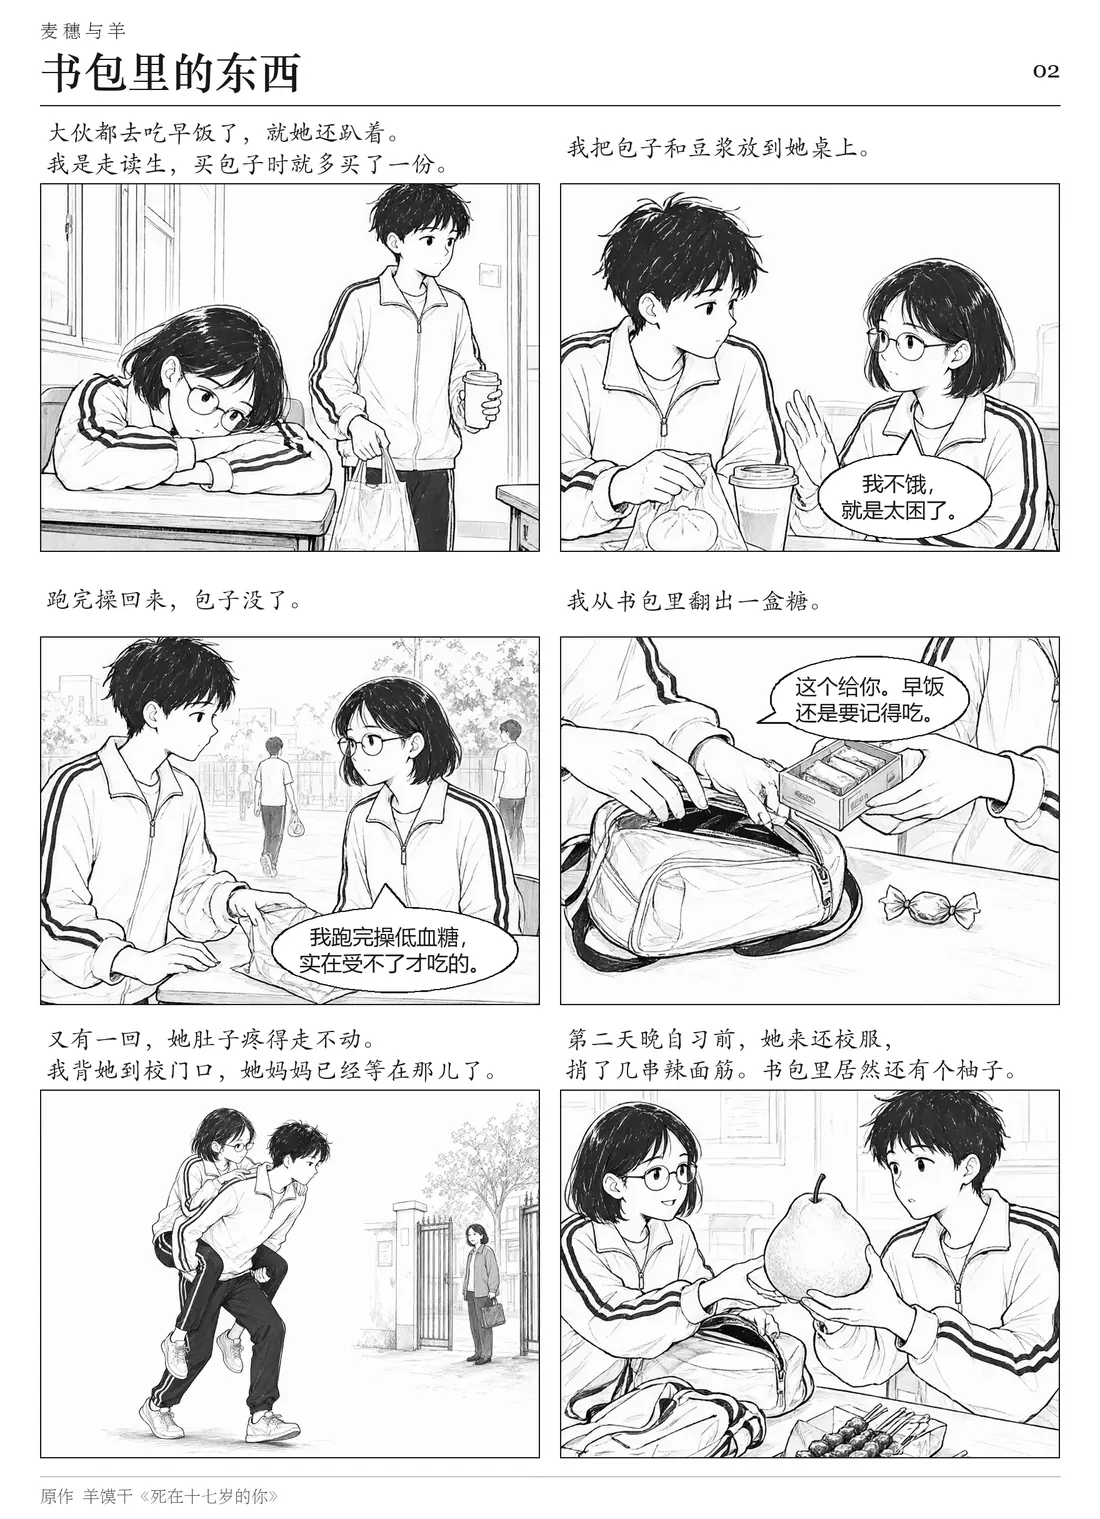 麦穗与羊
书包里的东西
02
大伙都去吃早饭了，就她还趴着。
我是走读生，买包子时就多买了一份。
我把包子和豆浆放到她桌上。
我不饿，
就是太困了。
跑完操回来，包子没了。
我跑完操低血糖，
实在受不了才吃的。
我从书包里翻出一盒糖。
这个给你。早饭
还是要记得吃。
又有一回，她肚子疼得走不动。
我背她到校门口，她妈妈已经等在那儿了。
第二天晚自习前，她来还校服，
捎了几串辣面筋。书包里居然还有个柚子。
原作 羊馍干《死在十七岁的你》